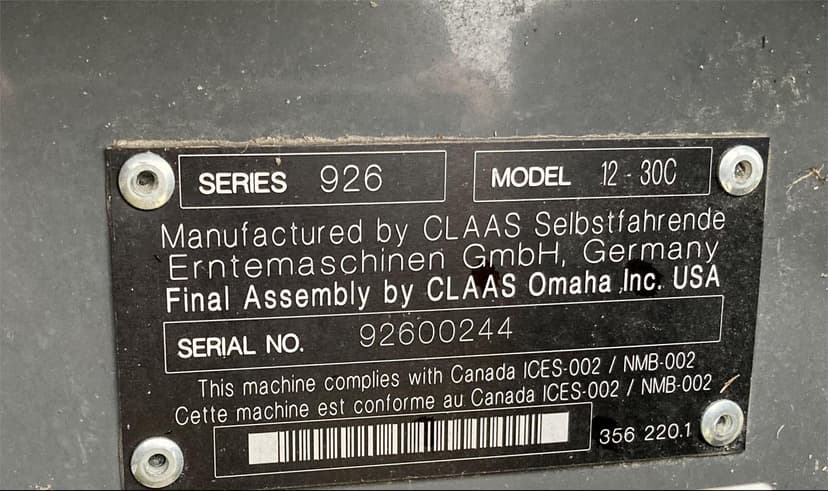 SERIES 926 MODEL 12-30C
Manufactured by CLAAS Selbstfahrende
Erntemaschinen GmbH, Germany
Final Assembly by CLAAS Omaha Inc. USA
SERIAL NO. 92600244
This machine complies with Canada ICES-002 / NMB-002
Cette machine est conforme au Canada ICES-002 / NMB-002
356 220.1